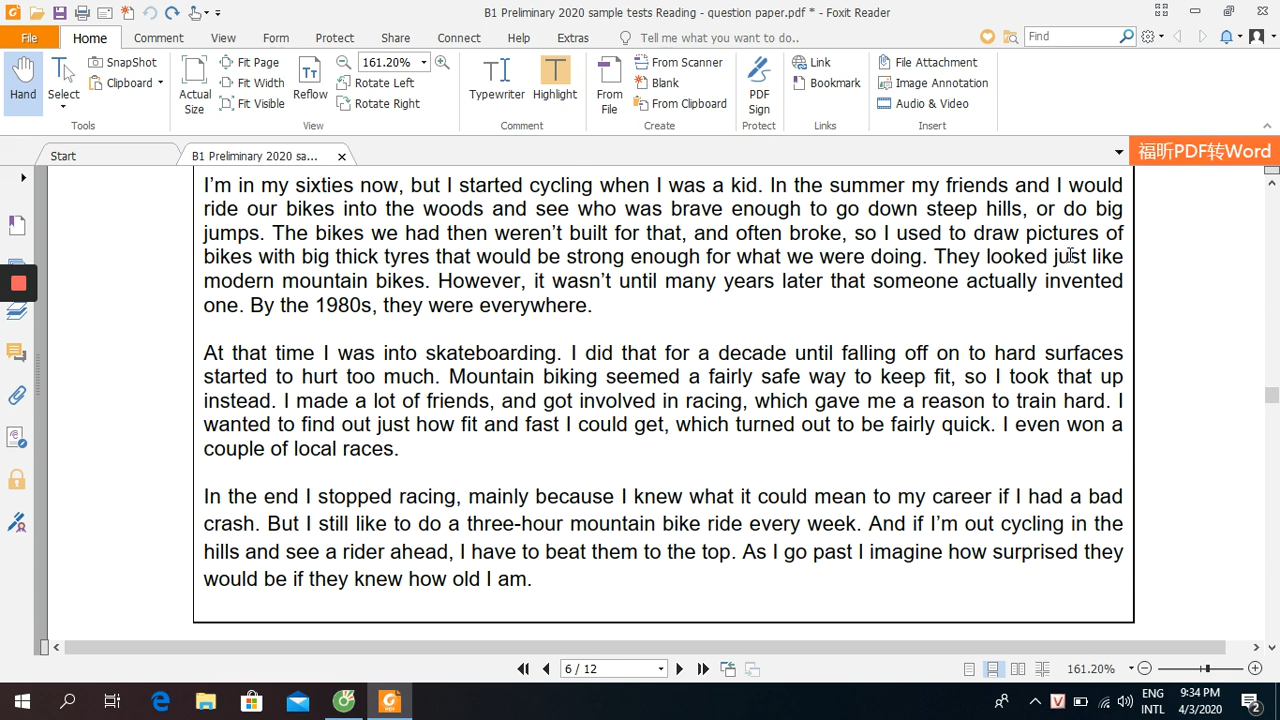 B1 Preliminary 2020 sample tests Reading - question paper.pdf * - Foxit Reader
File Home Comment View Form Protect Share Connect Help Extras Tell me what you want to do.. Find
Hand Select SnapShot Clipboard Actual Size Fit Page Fit Width Fit Visible Reflow 161.20% Rotate Left Rotate Right Typewriter Highlight From File From Scanner Blank From Clipboard PDF Sign Link Bookmark File Attachment Image Annotation Audio & Video
Tools View Comment Create Protect Links Insert
Start B1 Preliminary 2020 sa... 福昕PDF转Word
I'm in my sixties now, but I started cycling when I was a kid. In the summer my friends and I would
ride our bikes into the woods and see who was brave enough to go down steep hills, or do big
jumps. The bikes we had then weren't built for that, and often broke, so I used to draw pictures of
bikes with big thick tyres that would be strong enough for what we were doing. They looked just like
modern mountain bikes. However, it wasn't until many years later that someone actually invented
one. By the 1980s, they were everywhere.
At that time I was into skateboarding. I did that for a decade until falling off on to hard surfaces
started to hurt too much. Mountain biking seemed a fairly safe way to keep fit, so I took that up
instead. I made a lot of friends, and got involved in racing, which gave me a reason to train hard. I
wanted to find out just how fit and fast I could get, which turned out to be fairly quick. I even won a
couple of local races.
In the end I stopped racing, mainly because I knew what it could mean to my career if I had a bad
crash. But I still like to do a three-hour mountain bike ride every week. And if I'm out cycling in the
hills and see a rider ahead, I have to beat them to the top. As I go past I imagine how surprised they
would be if they knew how old I am.
6 / 12 161.20%
ENG 9:34 PM
INTL 4/3/2020 2